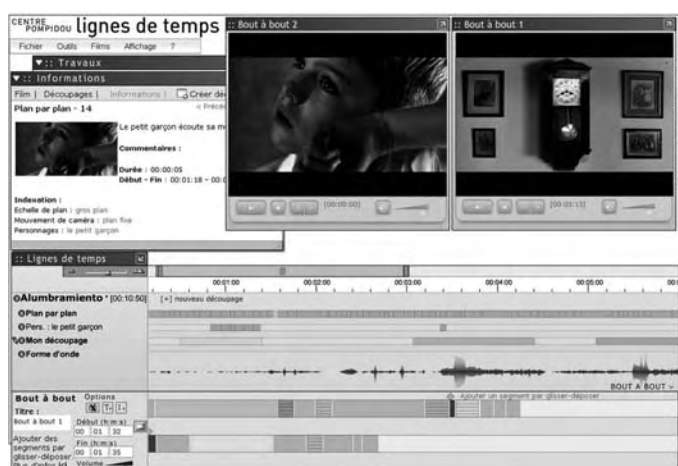 CENTRE
POMPIDOU lignes de temps
Fichier Outils Films Affichage ?
▼:: Travaux
▼:: Informations
Film | Découpages | Informations | Créer dé
Plan par plan - 14
« Précéd
Le petit garçon écoute sa m
Commentaires :
Durée : 00:00:05
Début - Fin : 00:01:18 - 00:0
Indexation :
Echelle de plan : gros plan
Mouvement de caméra : plan fixe
Personnages : le petit garçon
:: Bout à bout 2
[00:00:00]
:: Bout à bout 1
[00:03:13]
:: Lignes de temps
00:01:00 00:02:00 00:03:00 00:04:00 00:05:00 00:
Alumbramiento * [00:10:50] [+] nouveau découpage
Plan par plan
Pers. : le petit garçon
Mon découpage
Forme d'onde
BOUT A BOUT
Bout à bout Options
Ajouter un segment par glisser-déposer
Titre :
Bout à bout 1
Début (h:m:s)
00 01 32
Ajouter des
segments par
glisser-déposer.
Fin (h:m:s)
00 01 35
Volume